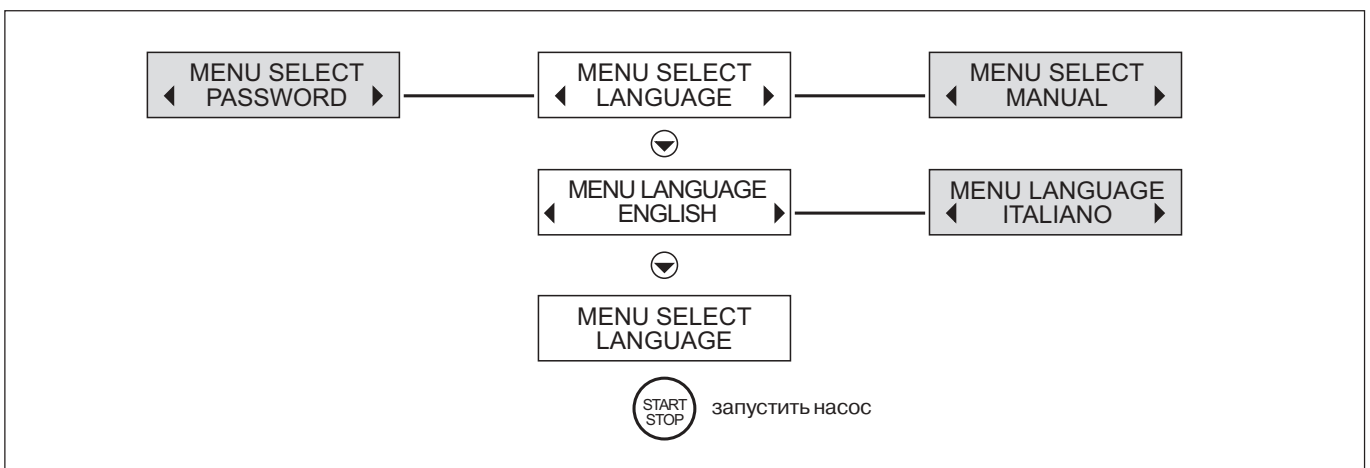 MENU SELECT
PASSWORD
MENU SELECT
LANGUAGE
MENU SELECT
MANUAL
MENU LANGUAGE
ENGLISH
MENU LANGUAGE
ITALIANO
MENU SELECT
LANGUAGE
START
STOP
запустить насос